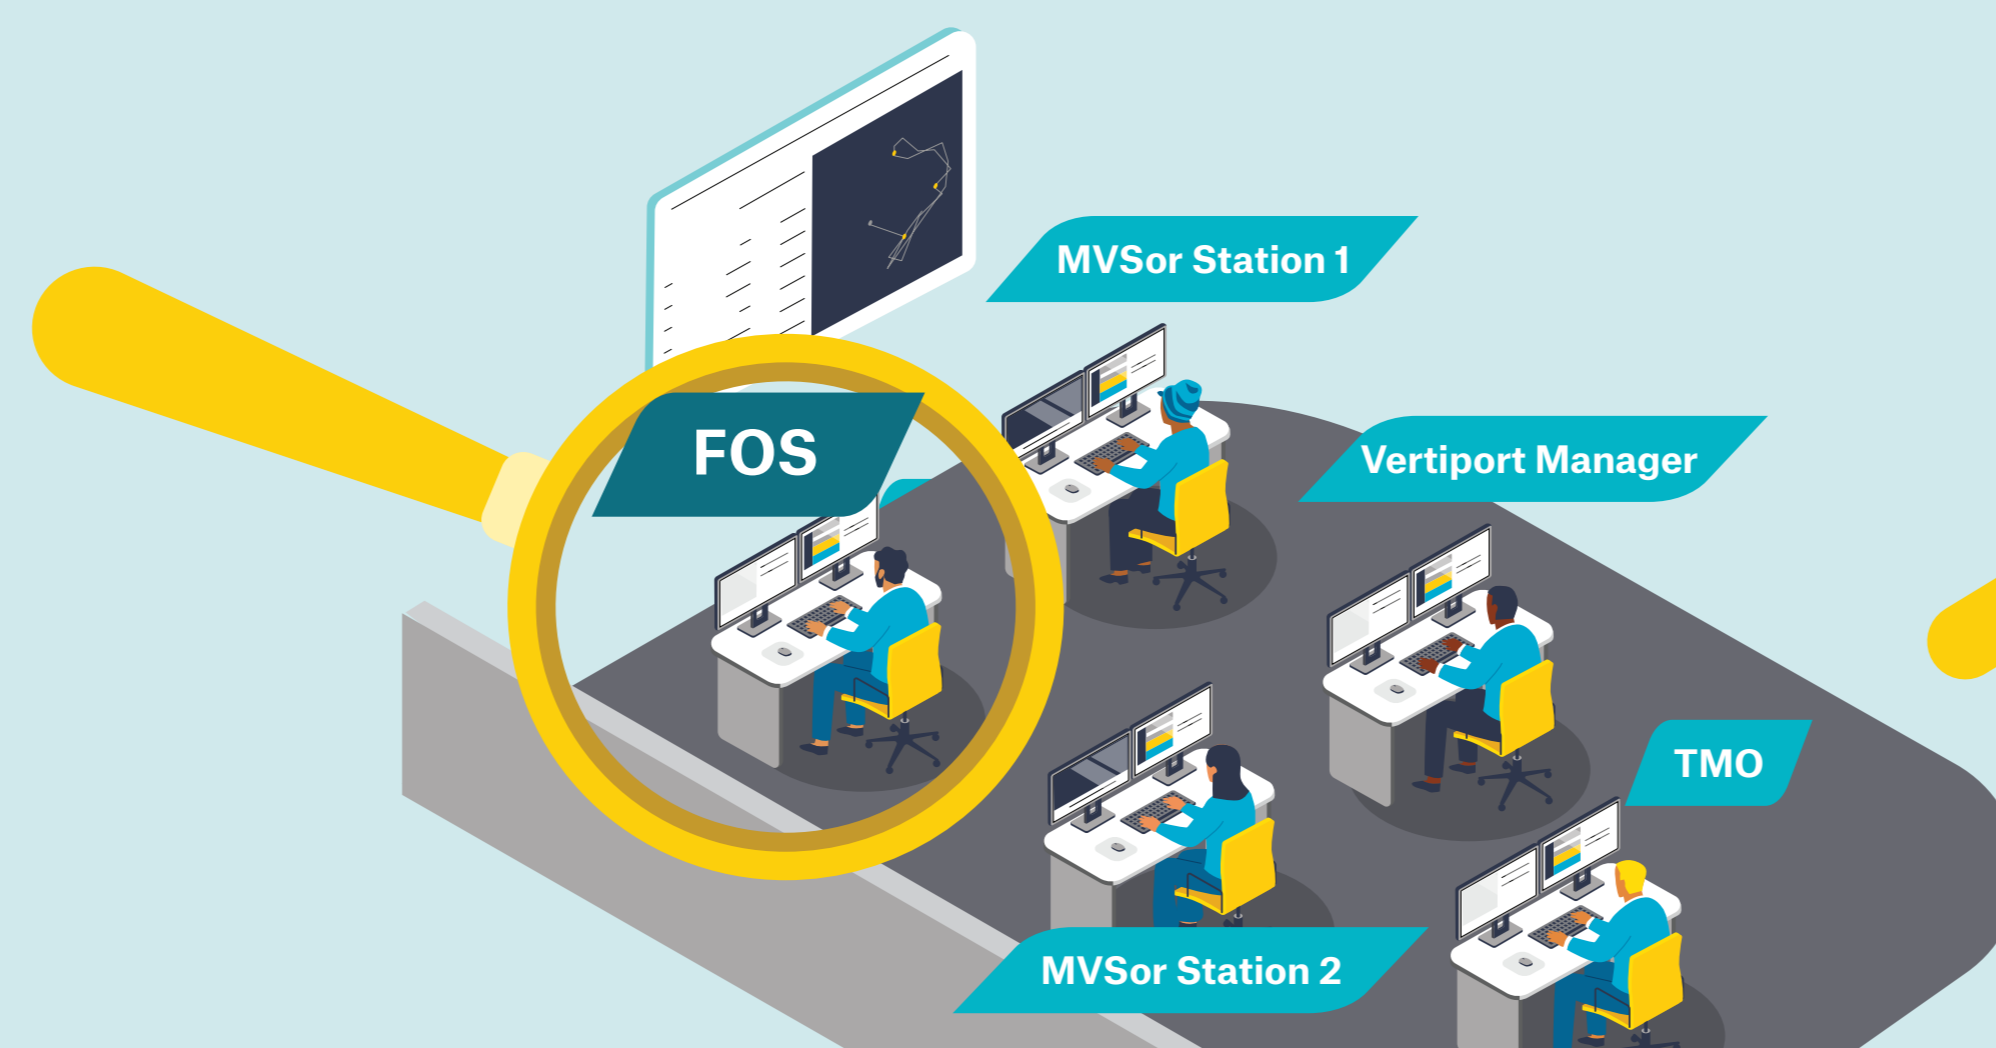 MVSor Station 1
FOS
Vertiport Manager
TMO
MVSor Station 2